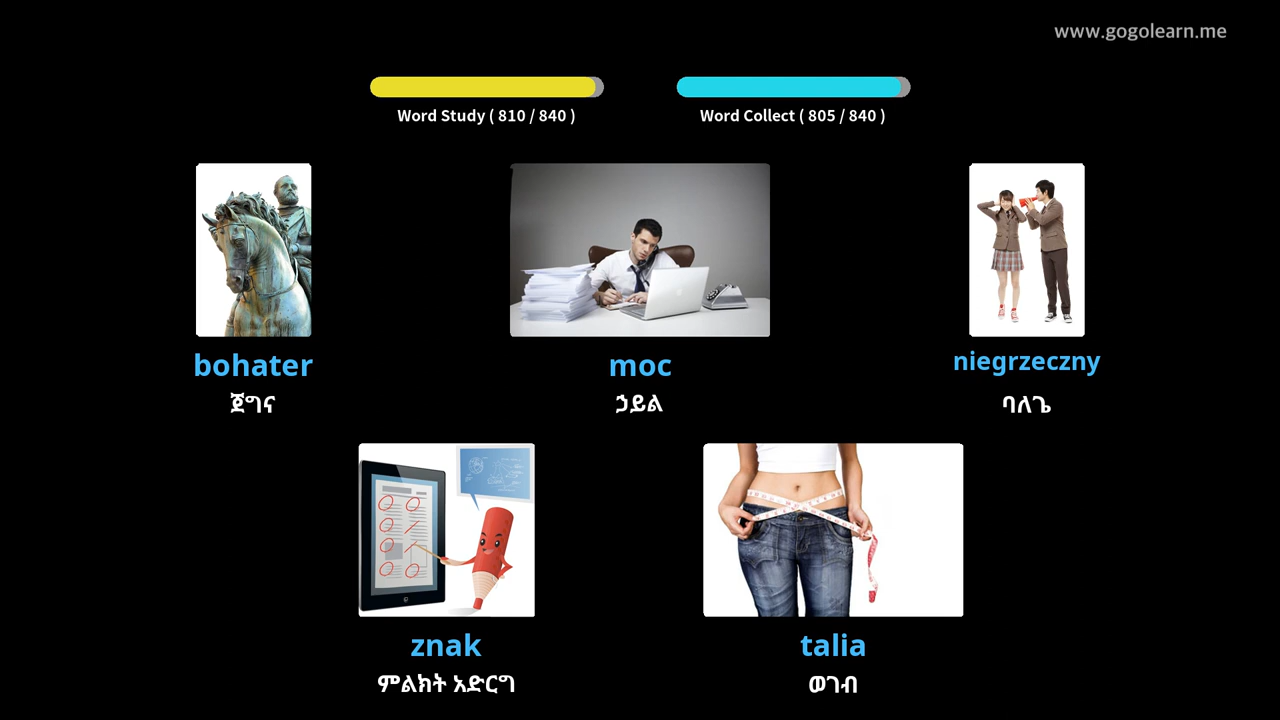 www.gogolearn.me
Word Study ( 810 / 840 )
Word Collect ( 805 / 840 )
bohater
moc
niegrzeczny
ጀግና
ኃይል
ባለጌ
znak
talia
ምልክት አድርግ
ወገብ